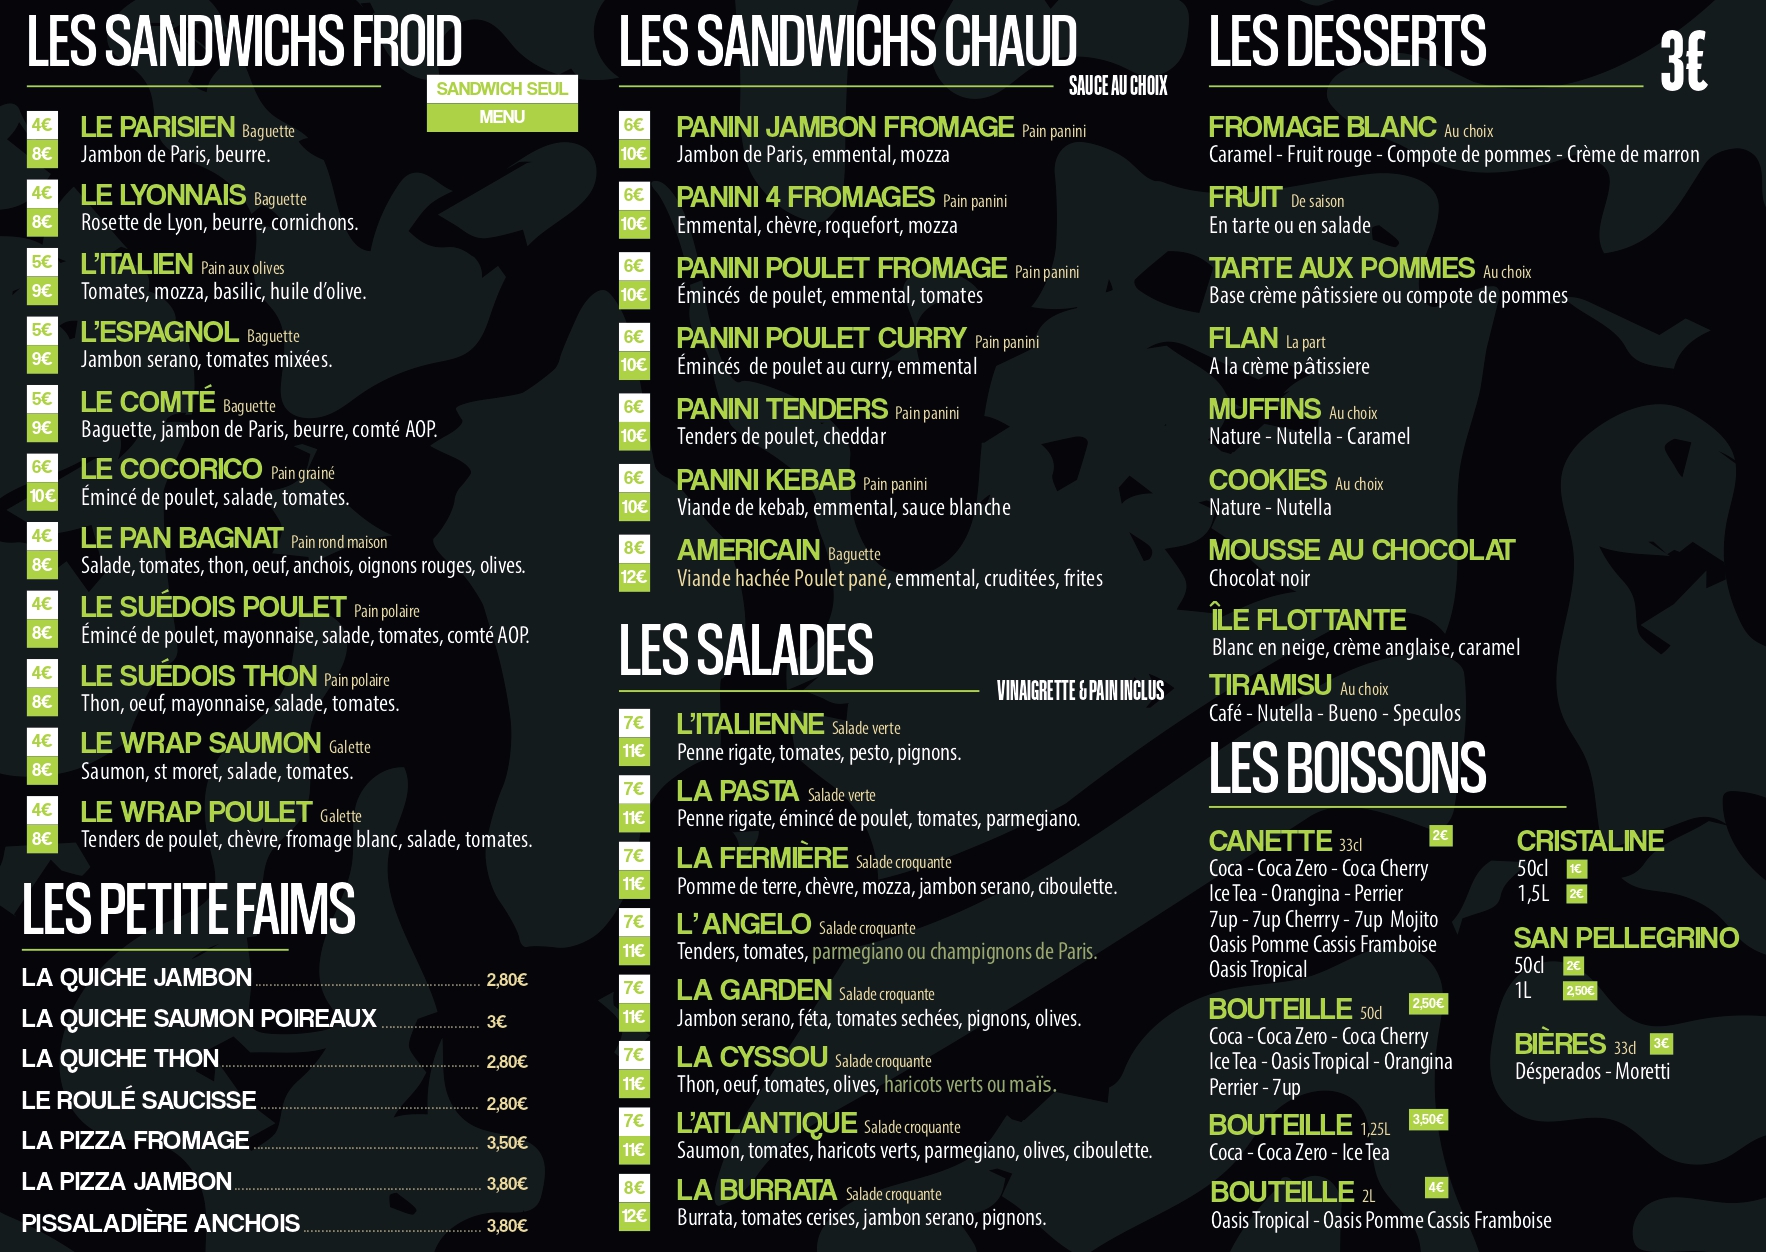 LES SANDWICHS FROID
SANDWICH SEUL
MENU
4€ LE PARISIEN Baguette
8€ Jambon de Paris, beurre.
4€ LE LYONNAIS Baguette
8€ Rosette de Lyon, beurre, cornichons.
5€ L'ITALIEN Pain aux olives
9€ Tomates, mozza, basilic, huile d'olive.
5€ L'ESPAGNOL Baguette
9€ Jambon serano, tomates mixées.
5€ LE COMTÉ Baguette
9€ Baguette, jambon de Paris, beurre, comté AOP.
6€ LE COCORICO Pain grainé
10€ Émincé de poulet, salade, tomates.
4€ LE PAN BAGNAT Pain rond maison
8€ Salade, tomates, thon, oeuf, anchois, oignons rouges, olives.
4€ LE SUÉDOIS POULET Pain polaire
8€ Émincé de poulet, mayonnaise, salade, tomates, comté AOP.
4€ LE SUÉDOIS THON Pain polaire
8€ Thon, oeuf, mayonnaise, salade, tomates.
4€ LE WRAP SAUMON Galette
8€ Saumon, st moret, salade, tomates.
4€ LE WRAP POULET Galette
8€ Tenders de poulet, chèvre, fromage blanc, salade, tomates.
LES PETITE FAIMS
LA QUICHE JAMBON 2,80€
LA QUICHE SAUMON POIREAUX 3€
LA QUICHE THON 2,80€
LE ROULÉ SAUCISSE 2,80€
LA PIZZA FROMAGE 3,50€
LA PIZZA JAMBON 3,80€
PISSALADIÈRE ANCHOIS 3,80€
LES SANDWICHS CHAUD
SAUCE AU CHOIX
6€ PANINI JAMBON FROMAGE Pain panini
10€ Jambon de Paris, emmental, mozza
6€ PANINI 4 FROMAGES Pain panini
10€ Emmental, chèvre, roquefort, mozza
6€ PANINI POULET FROMAGE Pain panini
10€ Émincés de poulet, emmental, tomates
6€ PANINI POULET CURRY Pain panini
10€ Émincés de poulet au curry, emmental
6€ PANINI TENDERS Pain panini
10€ Tenders de poulet, cheddar
6€ PANINI KEBAB Pain panini
10€ Viande de kebab, emmental, sauce blanche
8€ AMERICAIN Baguette
12€ Viande hachée Poulet pané, emmental, cruditées, frites
LES SALADES
VINAIGRETTE & PAIN INCLUS
7€ L'ITALIENNE Salade verte
11€ Penne rigate, tomates, pesto, pignons.
7€ LA PASTA Salade verte
11€ Penne rigate, émincé de poulet, tomates, parmegiano.
7€ LA FERMIÈRE Salade croquante
11€ Pomme de terre, chèvre, mozza, jambon serano, ciboulette.
7€ L' ANGELO Salade croquante
11€ Tenders, tomates, parmegiano ou champignons de Paris.
7€ LA GARDEN Salade croquante
11€ Jambon serano, féta, tomates sechées, pignons, olives.
7€ LA CYSSOU Salade croquante
11€ Thon, oeuf, tomates, olives, haricots verts ou maïs.
7€ L'ATLANTIQUE Salade croquante
11€ Saumon, tomates, haricots verts, parmegiano, olives, ciboulette.
8€ LA BURRATA Salade croquante
12€ Burrata, tomates cerises, jambon serano, pignons.
LES DESSERTS 3€
FROMAGE BLANC Au choix
Caramel - Fruit rouge - Compote de pommes - Crème de marron
FRUIT De saison
En tarte ou en salade
TARTE AUX POMMES Au choix
Base crème pâtissiere ou compote de pommes
FLAN La part
A la crème pâtissiere
MUFFINS Au choix
Nature - Nutella - Caramel
COOKIES Au choix
Nature - Nutella
MOUSSE AU CHOCOLAT
Chocolat noir
ÎLE FLOTTANTE
Blanc en neige, crème anglaise, caramel
TIRAMISU Au choix
Café - Nutella - Bueno - Speculos
LES BOISSONS
CANETTE 33cl 2€
Coca - Coca Zero - Coca Cherry
Ice Tea - Orangina - Perrier
7up - 7up Cherrry - 7up Mojito
Oasis Pomme Cassis Framboise
Oasis Tropical
BOUTEILLE 50cl 2,50€
Coca - Coca Zero - Coca Cherry
Ice Tea - Oasis Tropical - Orangina
Perrier - 7up
BOUTEILLE 1,25L 3,50€
Coca - Coca Zero - Ice Tea
BOUTEILLE 2L 4€
Oasis Tropical - Oasis Pomme Cassis Framboise
CRISTALINE
50cl 1€
1,5L 2€
SAN PELLEGRINO
50cl 2€
1L 2,50€
BIÈRES 33cl 3€
Désperados - Moretti